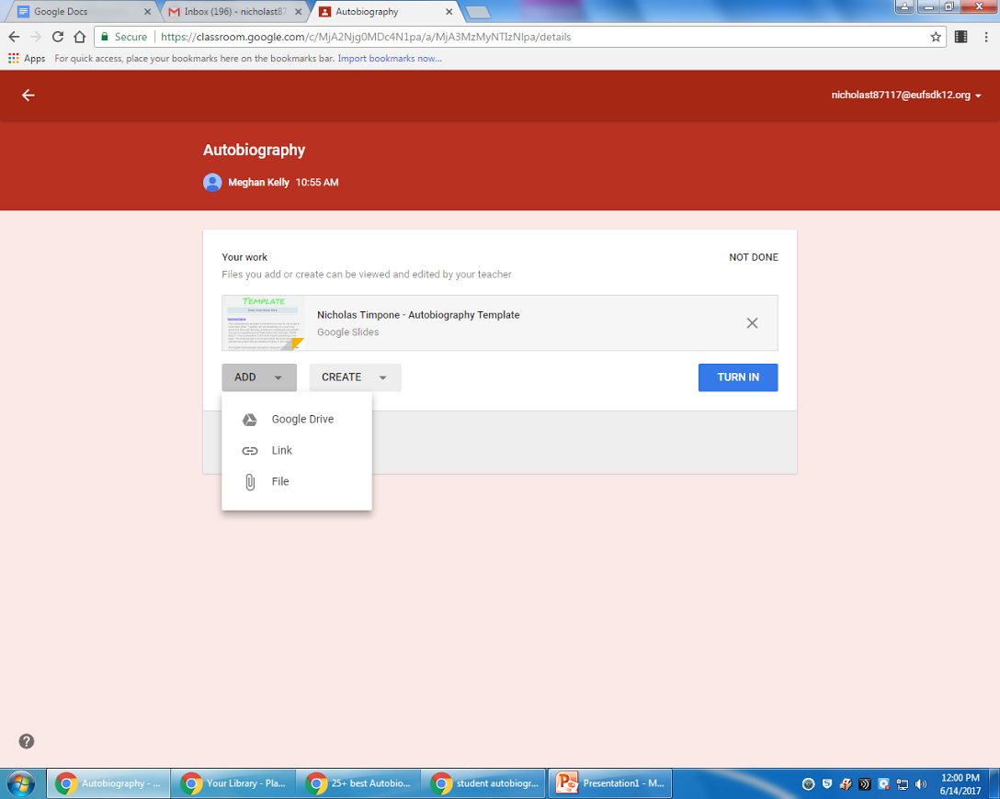 Google Docs
Inbox (196) - nicholast87
Autobiography
Secure
https://classroom.google.com/c/MjA2Njg0MDc4N1pa/a/MjA3MzMyNTIzNlpa/details
Apps
For quick access, place your bookmarks here on the bookmarks bar. Import bookmarks now...
nicholast87117@eufsdk12.org
Autobiography
Meghan Kelly 10:55 AM
Your work
NOT DONE
Files you add or create can be viewed and edited by your teacher
TEMPLATE
Nicholas Timpone - Autobiography Template
Google Slides
ADD
CREATE
TURN IN
Google Drive
Link
File
Autobiography - ...
Your Library - Pla...
25+ best Autobio...
student autobiogr...
Presentation1 - M...
12:00 PM
6/14/2017